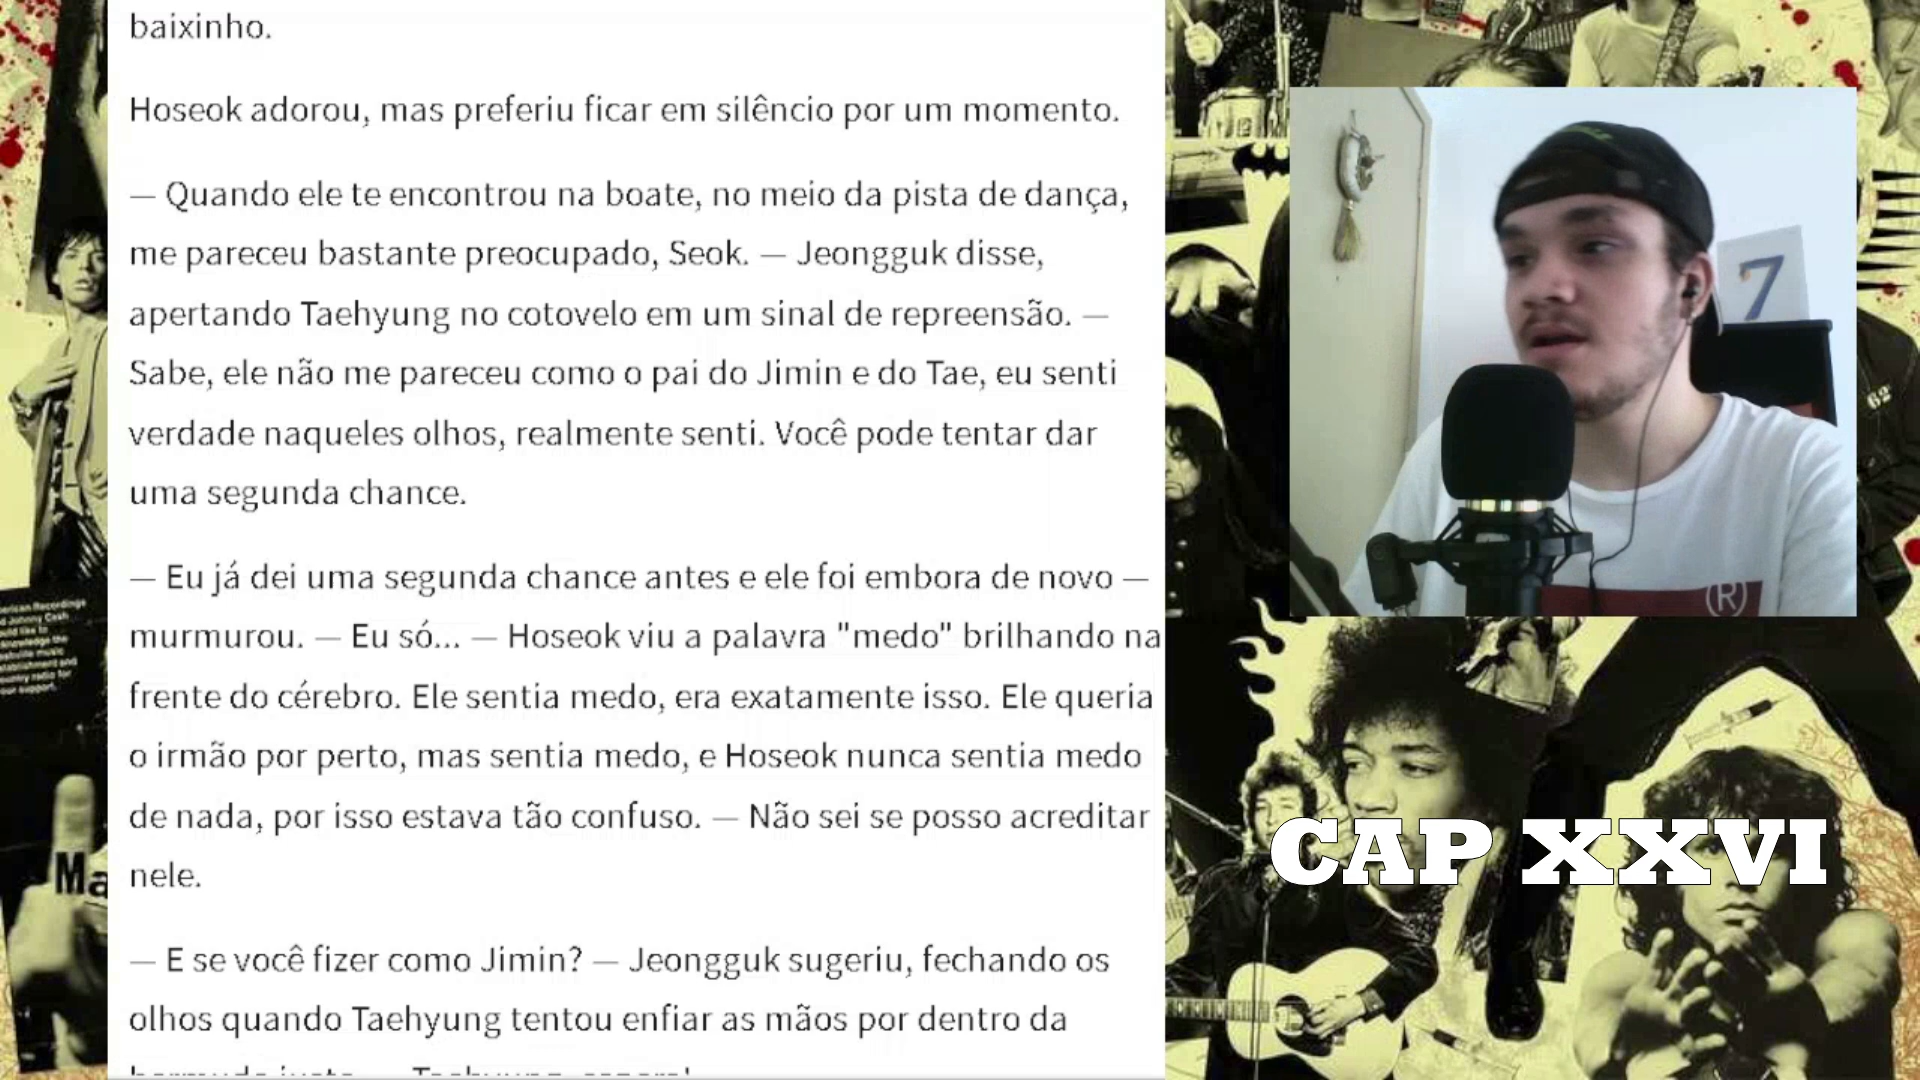 baixinho.
Hoseok adorou, mas preferiu ficar em silêncio por um momento.
— Quando ele te encontrou na boate, no meio da pista de dança,
me pareceu bastante preocupado, Seok. — Jeongguk disse,
apertando Taehyung no cotovelo em um sinal de repreensão. —
Sabe, ele não me pareceu como o pai do Jimin e do Tae, eu senti
verdade naqueles olhos, realmente senti. Você pode tentar dar
uma segunda chance.
— Eu já dei uma segunda chance antes e ele foi embora de novo —
murmurou. — Eu só... — Hoseok viu a palavra "medo" brilhando na
frente do cérebro. Ele sentia medo, era exatamente isso. Ele queria
o irmão por perto, mas sentia medo, e Hoseok nunca sentia medo
de nada, por isso estava tão confuso. — Não sei se posso acreditar
nele.
— E se você fizer como Jimin? — Jeongguk sugeriu, fechando os
olhos quando Taehyung tentou enfiar as mãos por dentro da
7
(R)
62
CAP XXVI
erican Recordings
Johnny Cash
Ma